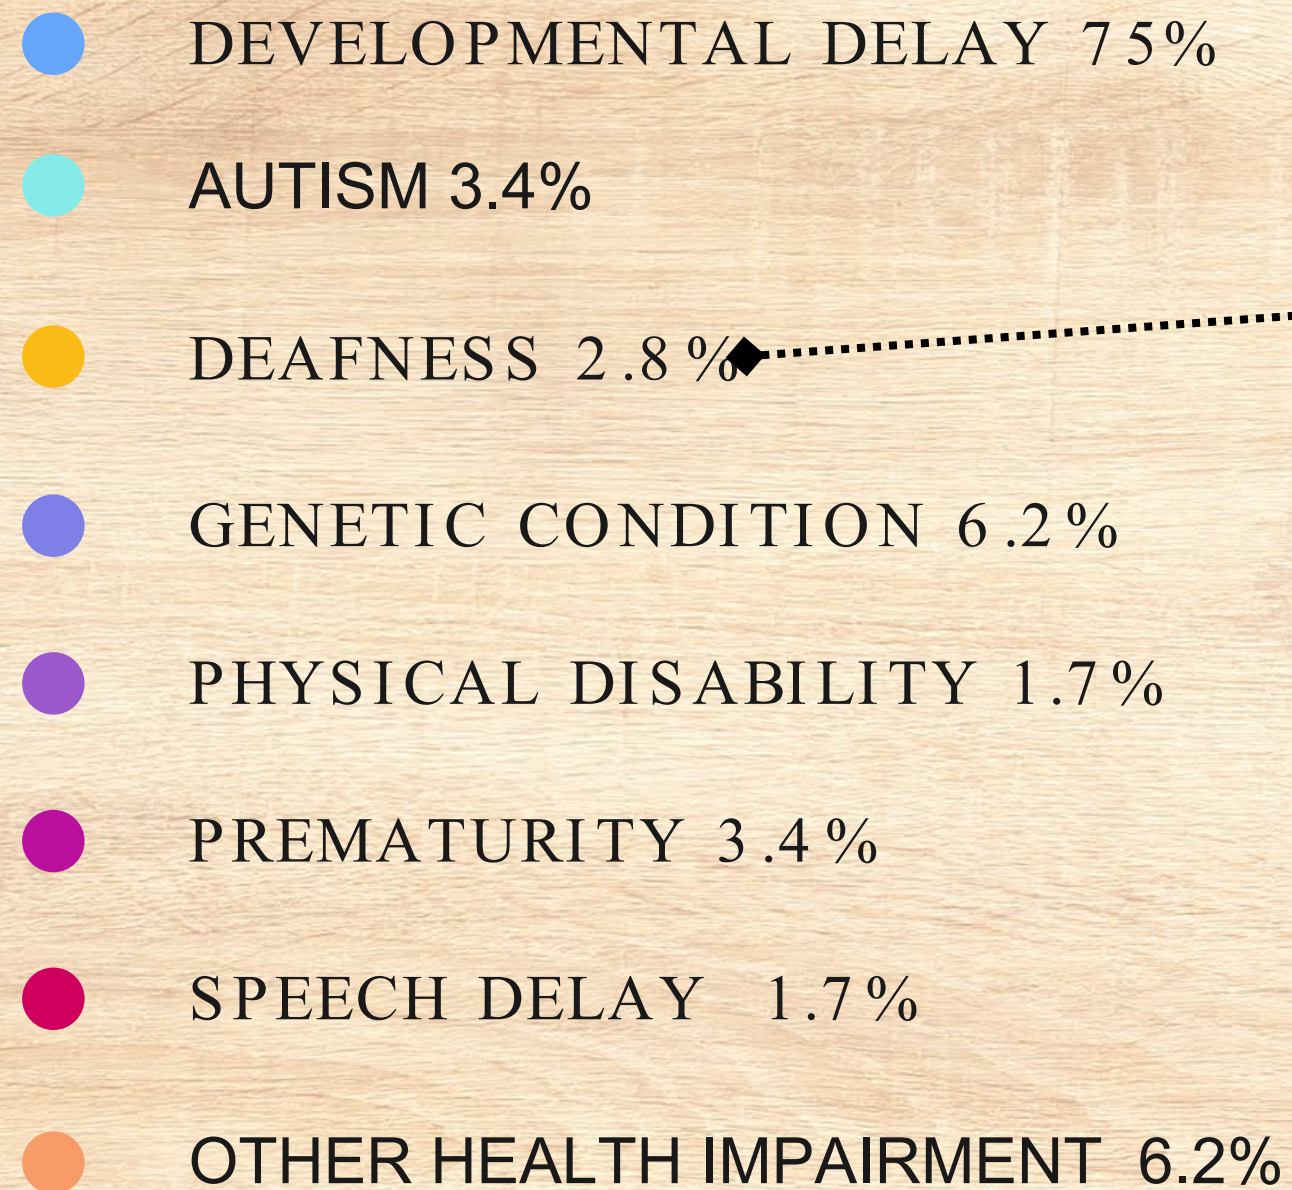 DEVELOPMENTAL DELAY 75%
AUTISM 3.4%
DEAFNESS 2.8%
GENETIC CONDITION 6.2%
PHYSICAL DISABILITY 1.7%
PREMATURITY 3.4%
SPEECH DELAY 1.7%
OTHER HEALTH IMPAIRMENT 6.2%